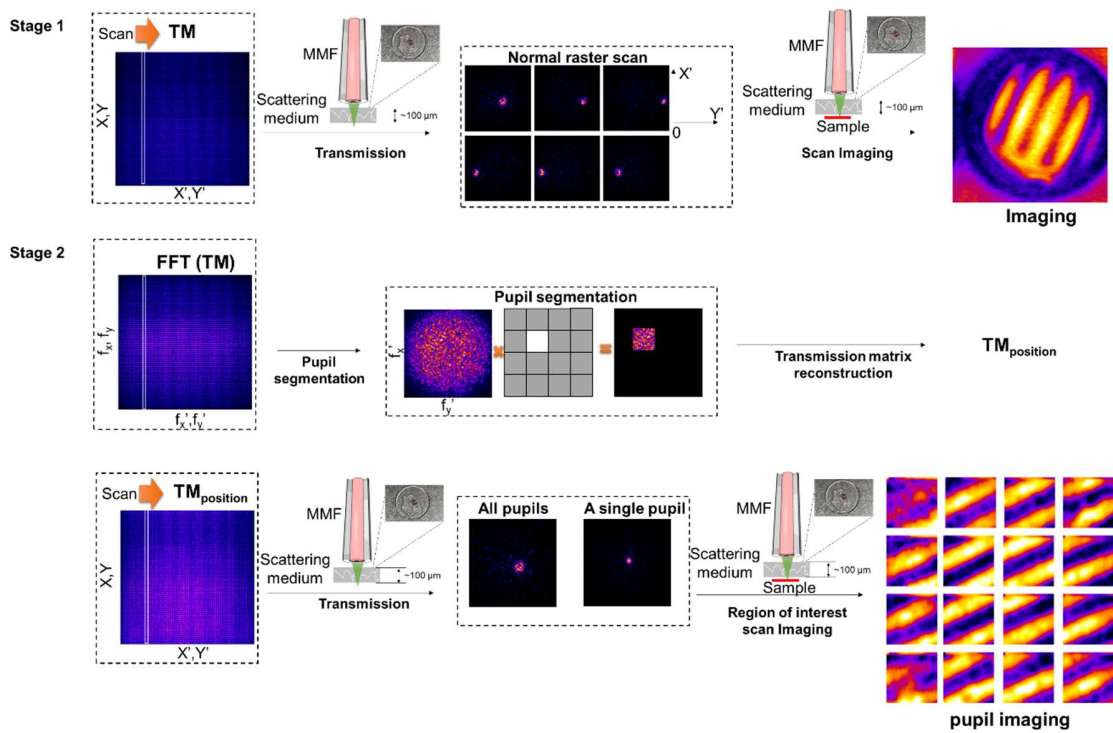 Stage 1
Scan
TM
X,Y
X',Y'
MMF
Scattering
medium
~100 µm
Transmission
Normal raster scan
X'
Y'
0
MMF
Scattering
medium
~100 µm
Sample
Scan Imaging
Imaging
Stage 2
FFT (TM)
fx, fy
fx',fy'
Pupil
segmentation
Pupil segmentation
fx'
fy'
Transmission matrix
reconstruction
TMposition
Scan
TMposition
X,Y
X',Y'
MMF
Scattering
medium
~100 µm
Transmission
All pupils
A single pupil
MMF
Scattering
medium
~100 µm
Sample
Region of interest
scan Imaging
pupil imaging